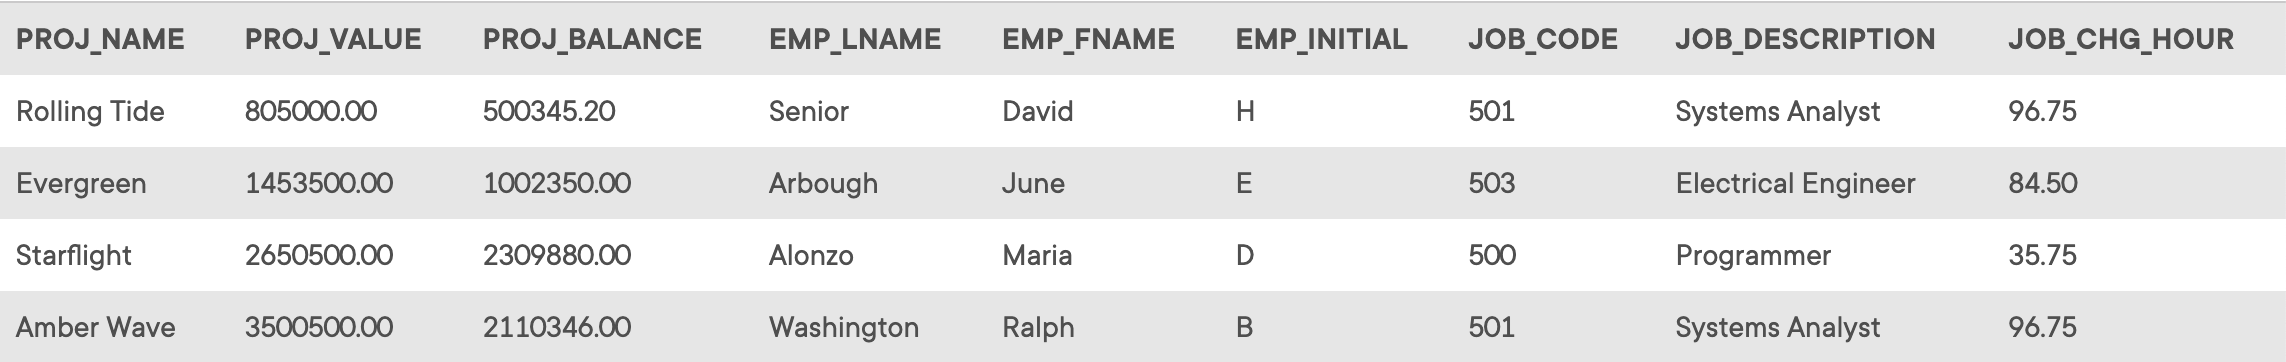 PROJ_NAME PROJ_VALUE PROJ_BALANCE EMP_LNAME EMP_FNAME EMP_INITIAL JOB_CODE JOB_DESCRIPTION JOB_CHG_HOUR
Rolling Tide 805000.00 500345.20 Senior David H 501 Systems Analyst 96.75
Evergreen 1453500.00 1002350.00 Arbough June E 503 Electrical Engineer 84.50
Starflight 2650500.00 2309880.00 Alonzo Maria D 500 Programmer 35.75
Amber Wave 3500500.00 2110346.00 Washington Ralph B 501 Systems Analyst 96.75